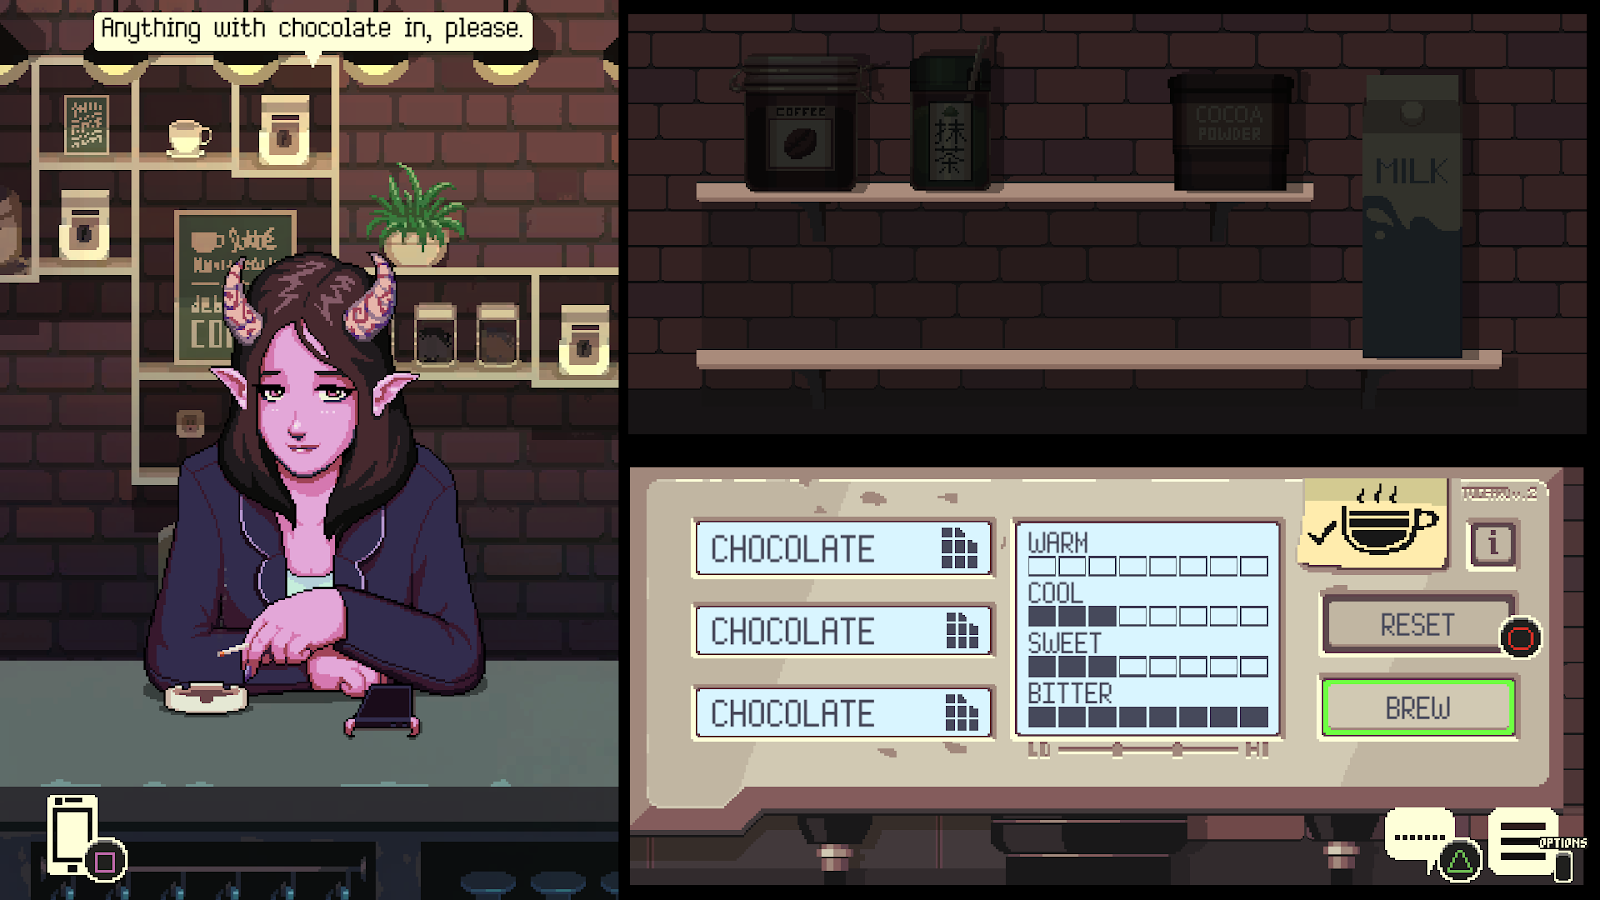 Anything with chocolate in, please.
COFFEE
抹茶
COCOA
POWDER
MILK
CHOCOLATE
CHOCOLATE
CHOCOLATE
WARM
COOL
SWEET
BITTER
LO
HI
i
RESET
BREW
OPTIONS